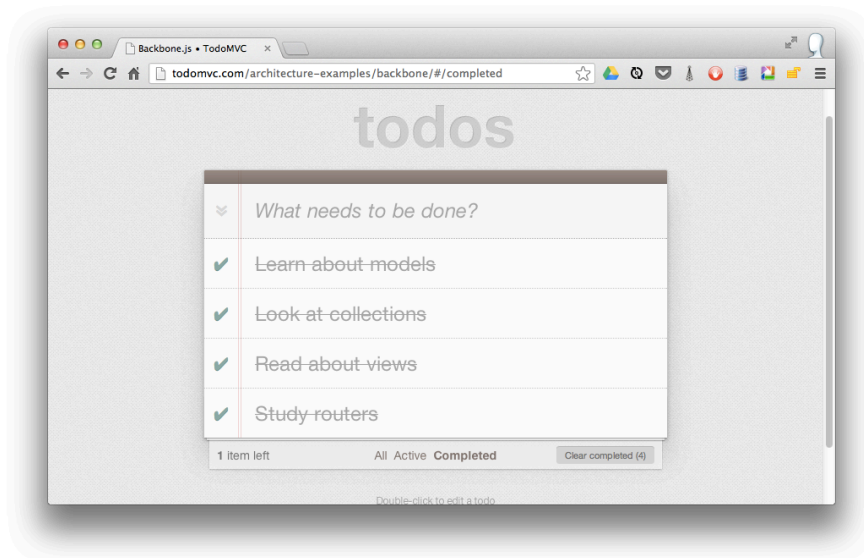 Backbone.js • TodoMVC
todomvc.com/architecture-examples/backbone/#/completed
todos
What needs to be done?
Learn about models
Look at collections
Read about views
Study routers
1 item left All Active Completed Clear completed (4)
Double-click to edit a todo